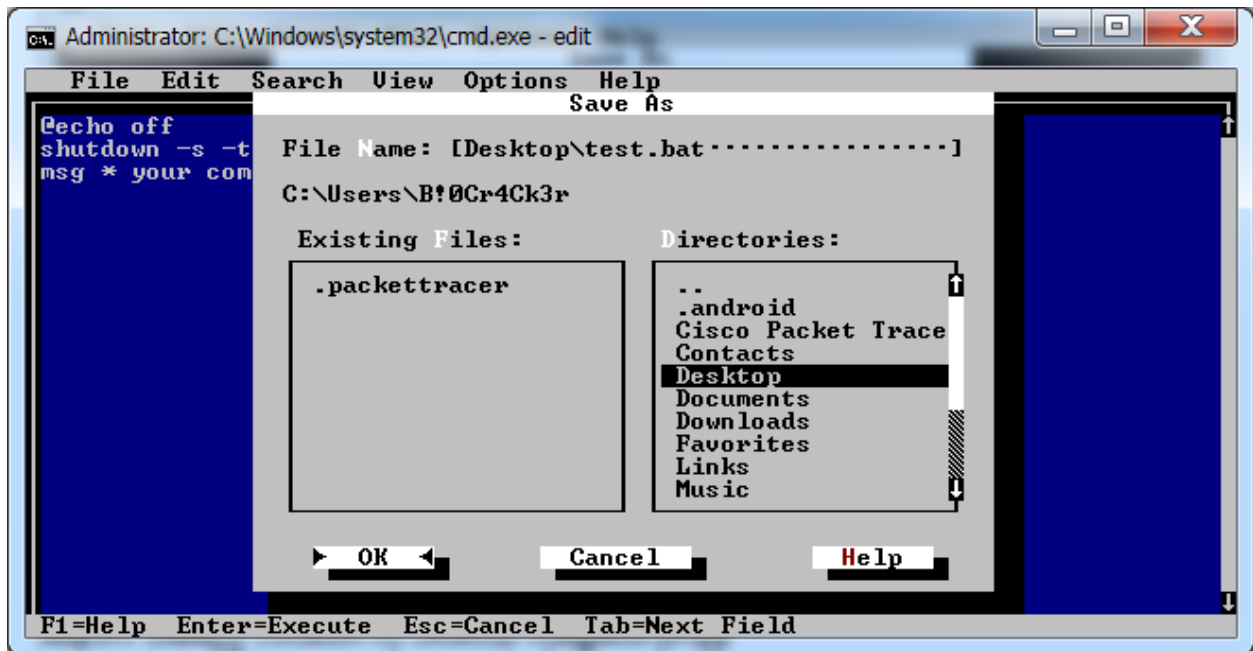 Administrator: C:\Windows\system32\cmd.exe - edit
File Edit Search View Options Help
Save As
@echo off
shutdown -s -t
msg * your com
File Name: [Desktop\test.bat················]
C:\Users\B!0Cr4Ck3r
Existing Files:
Directories:
.packettracer
..
.android
Cisco Packet Trace
Contacts
Desktop
Documents
Downloads
Favorites
Links
Music
OK
Cancel
Help
F1=Help Enter=Execute Esc=Cancel Tab=Next Field